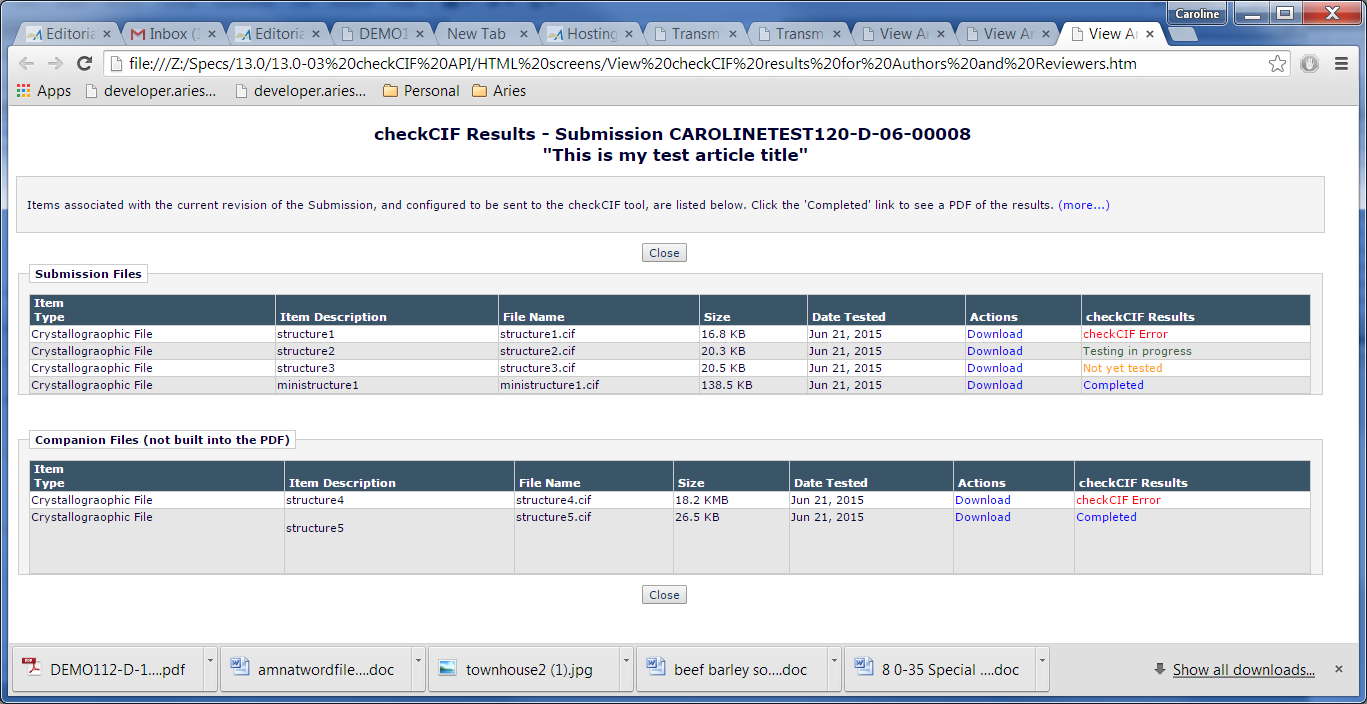 Caroline
Editoria Inbox (1 Editoria DEMO1 New Tab Hosting Transm Transm View Ar View Ar View Ar
file:///Z:/Specs/13.0/13.0-03%20checkCIF%20API/HTML%20screens/View%20checkCIF%20results%20for%20Authors%20and%20Reviewers.htm
Apps developer.aries... developer.aries... Personal Aries
checkCIF Results - Submission CAROLINETEST120-D-06-00008
"This is my test article title"
Items associated with the current revision of the Submission, and configured to be sent to the checkCIF tool, are listed below. Click the 'Completed' link to see a PDF of the results. (more...)
Close
Submission Files
Item
Type Item Description File Name Size Date Tested Actions checkCIF Results
Crystallograophic File structure1 structure1.cif 16.8 KB Jun 21, 2015 Download checkCIF Error
Crystallograophic File structure2 structure2.cif 20.3 KB Jun 21, 2015 Download Testing in progress
Crystallograophic File structure3 structure3.cif 20.5 KB Jun 21, 2015 Download Not yet tested
Crystallograophic File ministructure1 ministructure1.cif 138.5 KB Jun 21, 2015 Download Completed
Companion Files (not built into the PDF)
Item
Type Item Description File Name Size Date Tested Actions checkCIF Results
Crystallograophic File structure4 structure4.cif 18.2 KMB Jun 21, 2015 Download checkCIF Error
Crystallograophic File structure5 structure5.cif 26.5 KB Jun 21, 2015 Download Completed
Close
DEMO112-D-1....pdf amnatwordfile....doc townhouse2 (1).jpg beef barley so....doc 8 0-35 Special ....doc Show all downloads...